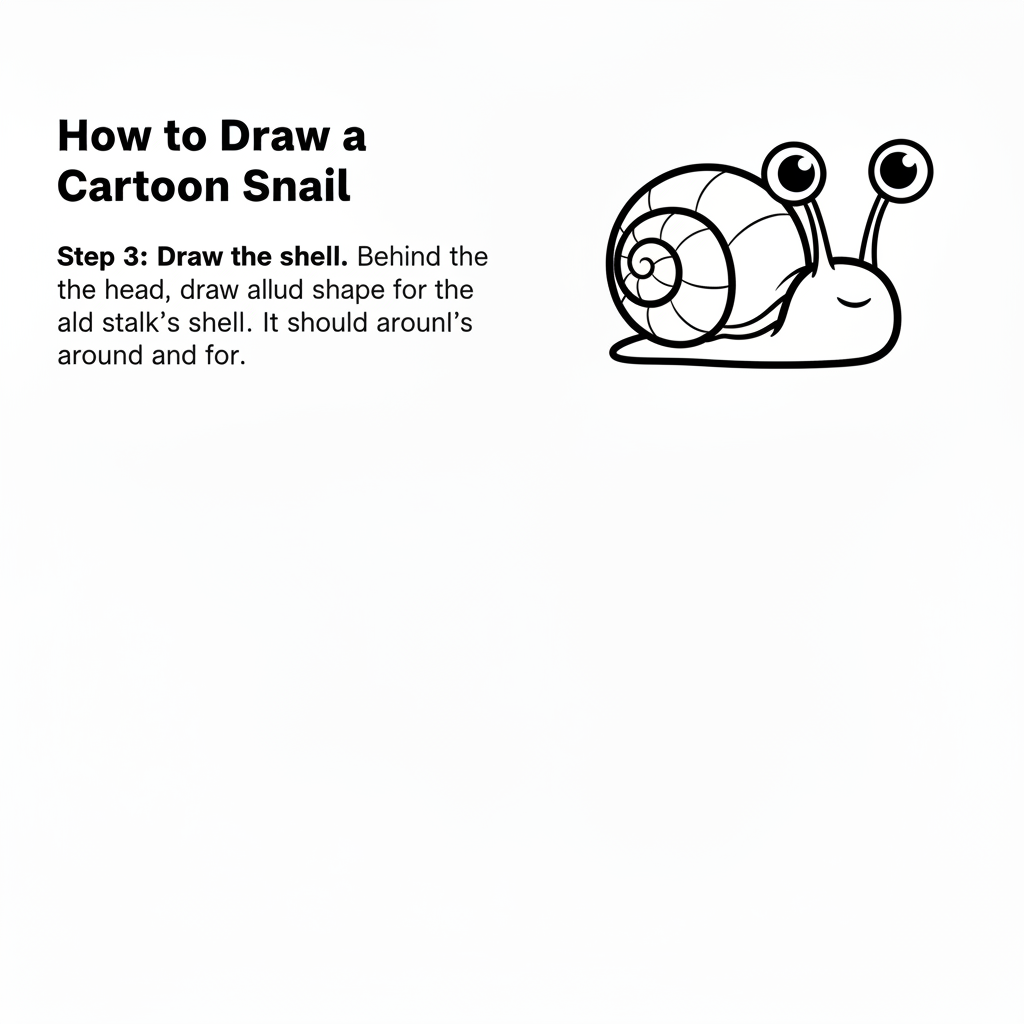 How to Draw a
Cartoon Snail
Step 3: Draw the shell. Behind the
the head, draw allud shape for the
ald stalk's shell. It should arounl's
around and for.